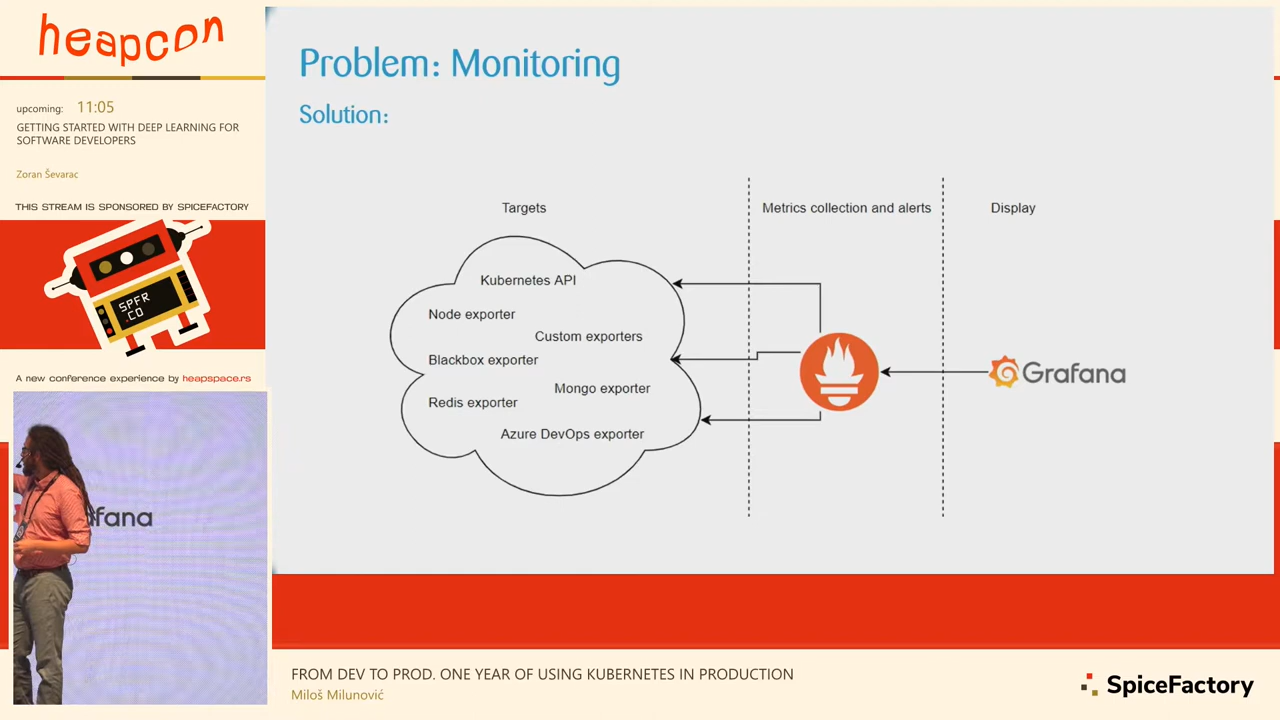 heapcon
upcoming: 11:05
GETTING STARTED WITH DEEP LEARNING FOR
SOFTWARE DEVELOPERS
Zoran Ševarac
THIS STREAM IS SPONSORED BY SPICEFACTORY
SPFR
.CO
A new conference experience by heapspace.rs
fana
Problem: Monitoring
Solution:
Targets
Metrics collection and alerts
Display
Kubernetes API
Node exporter
Custom exporters
Blackbox exporter
Mongo exporter
Redis exporter
Azure DevOps exporter
Grafana
FROM DEV TO PROD. ONE YEAR OF USING KUBERNETES IN PRODUCTION
Miloš Milunović
SpiceFactory